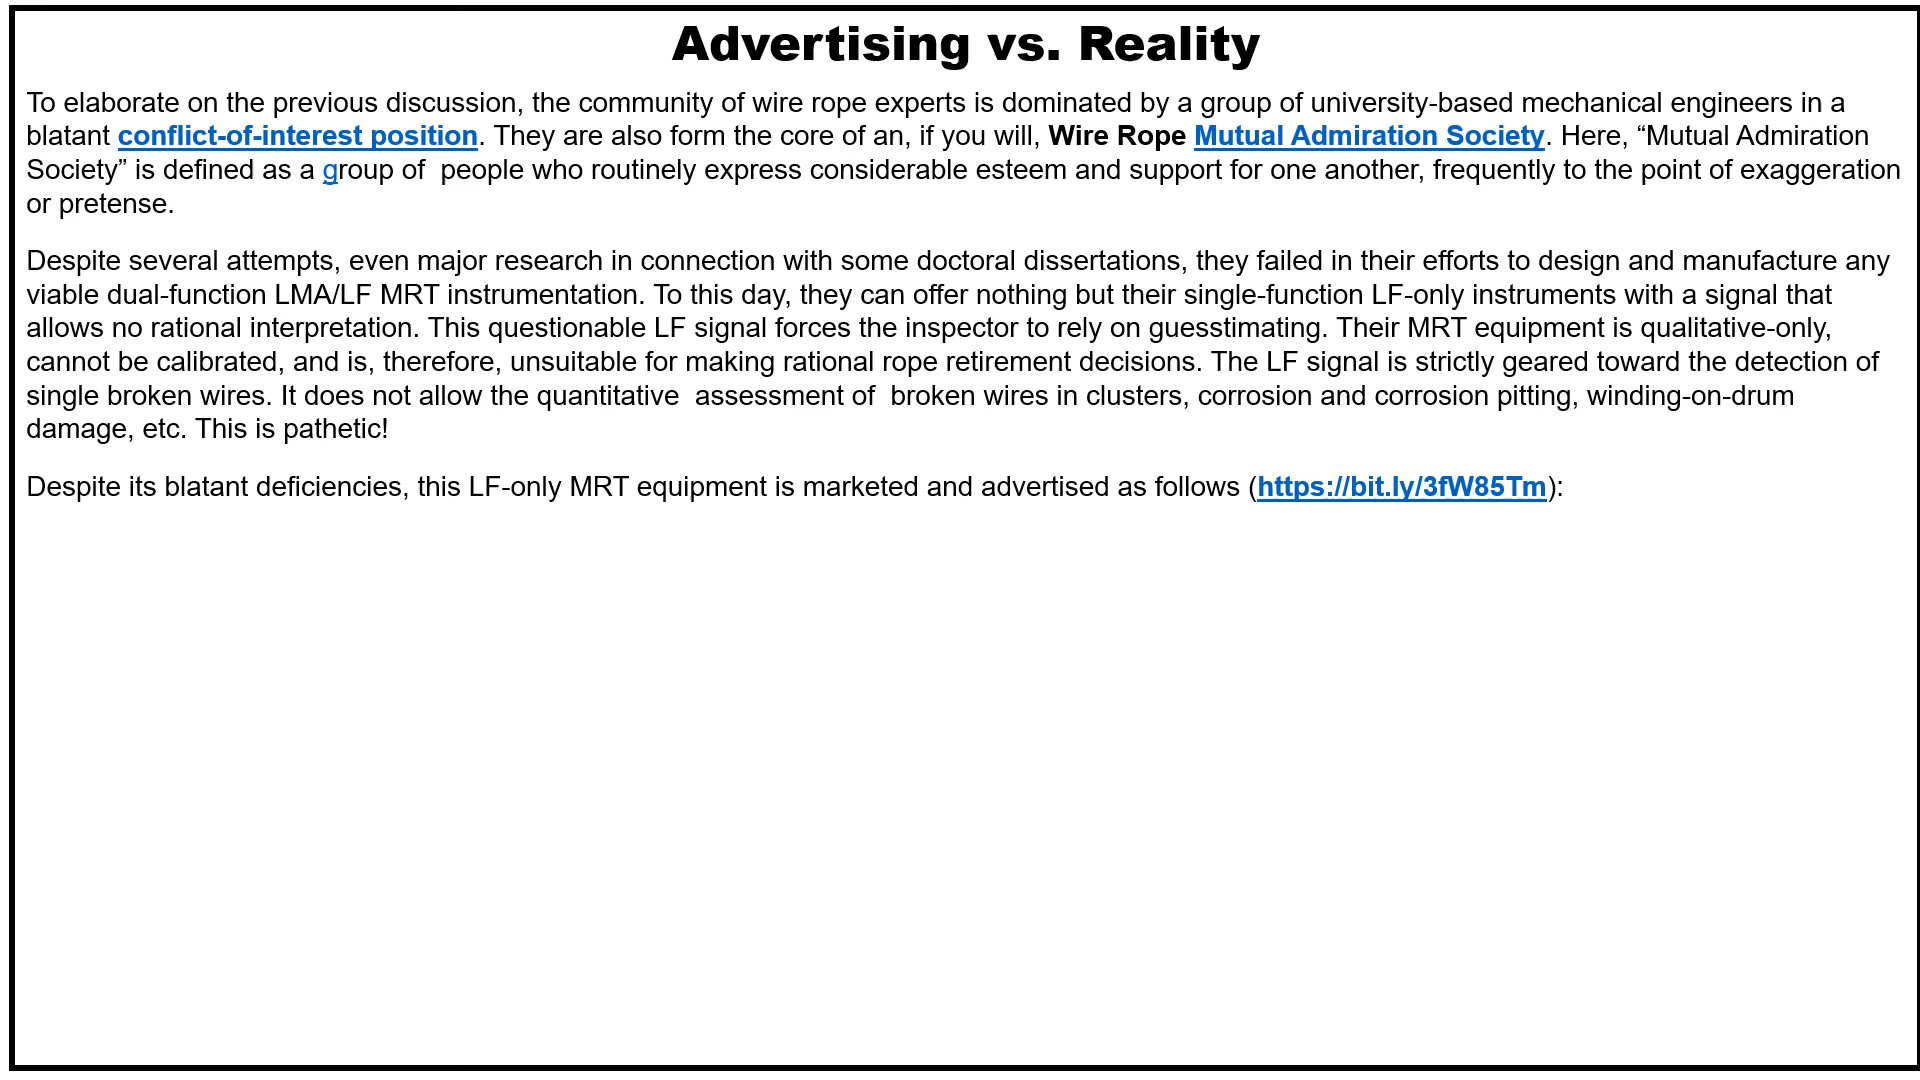 Advertising vs. Reality
To elaborate on the previous discussion, the community of wire rope experts is dominated by a group of university-based mechanical engineers in a
blatant conflict-of-interest position. They are also form the core of an, if you will, Wire Rope Mutual Admiration Society. Here, “Mutual Admiration
Society” is defined as a group of  people who routinely express considerable esteem and support for one another, frequently to the point of exaggeration
or pretense.
Despite several attempts, even major research in connection with some doctoral dissertations, they failed in their efforts to design and manufacture any
viable dual-function LMA/LF MRT instrumentation. To this day, they can offer nothing but their single-function LF-only instruments with a signal that
allows no rational interpretation. This questionable LF signal forces the inspector to rely on guesstimating. Their MRT equipment is qualitative-only,
cannot be calibrated, and is, therefore, unsuitable for making rational rope retirement decisions. The LF signal is strictly geared toward the detection of
single broken wires. It does not allow the quantitative  assessment of  broken wires in clusters, corrosion and corrosion pitting, winding-on-drum
damage, etc. This is pathetic!
Despite its blatant deficiencies, this LF-only MRT equipment is marketed and advertised as follows (https://bit.ly/3fW85Tm):